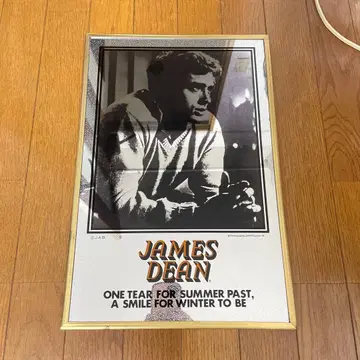 JAMES
DEAN
ONE TEAR FOR SUMMER PAST,
A SMILE FOR WINTER TO BE